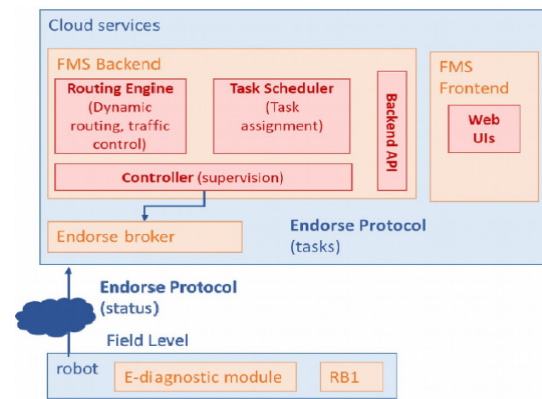 Cloud services
FMS Backend
Routing Engine
(Dynamic
routing, traffic
control)
Task Scheduler
(Task
assignment)
Backend API
Controller (supervision)
FMS
Frontend
Web
UIs
Endorse broker
Endorse Protocol
(tasks)
Endorse Protocol
(status)
Field Level
robot
E-diagnostic module
RB1